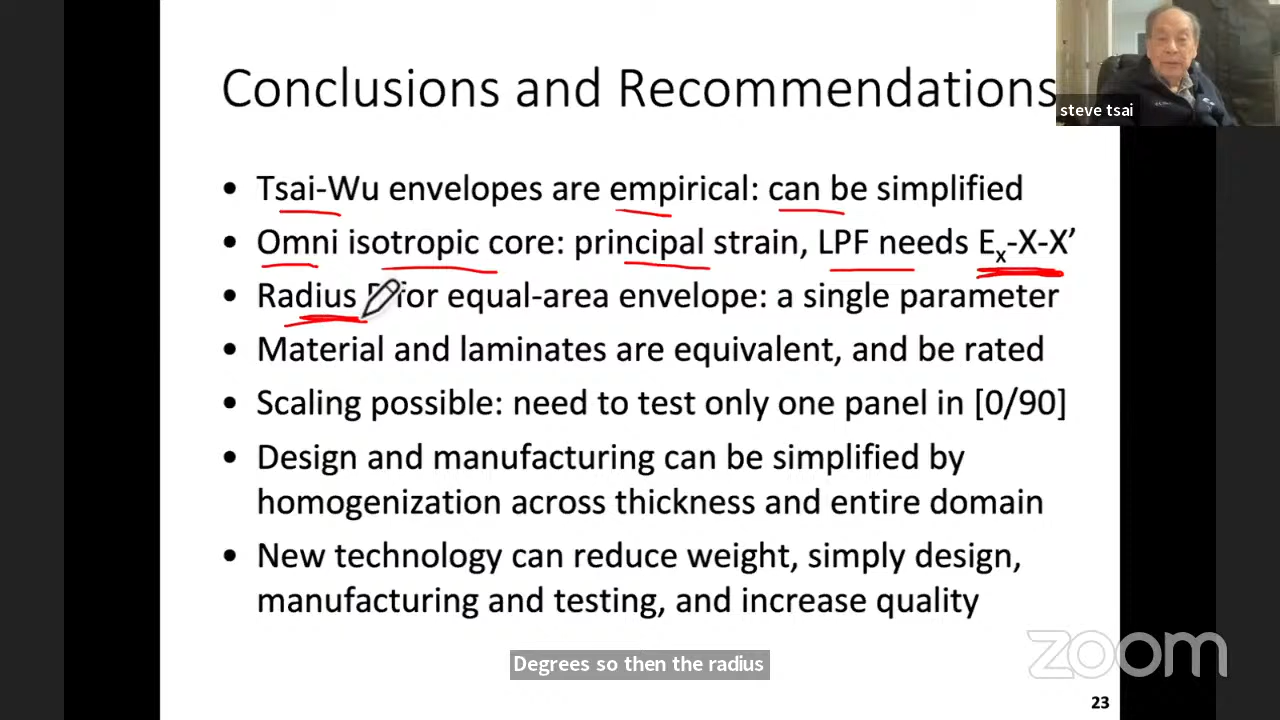 steve tsai
Conclusions and Recommendations
• Tsai-Wu envelopes are empirical: can be simplified
• Omni isotropic core: principal strain, LPF needs Ex-X-X’
• Radius for equal-area envelope: a single parameter
• Material and laminates are equivalent, and be rated
• Scaling possible: need to test only one panel in [0/90]
• Design and manufacturing can be simplified by
homogenization across thickness and entire domain
• New technology can reduce weight, simply design,
manufacturing and testing, and increase quality
zoom
Degrees so then the radius
23